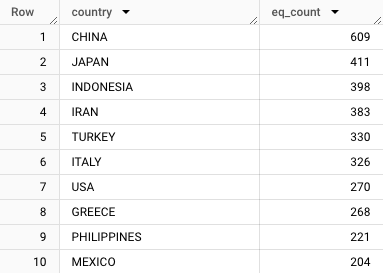 Row country eq_count
1 CHINA 609
2 JAPAN 411
3 INDONESIA 398
4 IRAN 383
5 TURKEY 330
6 ITALY 326
7 USA 270
8 GREECE 268
9 PHILIPPINES 221
10 MEXICO 204